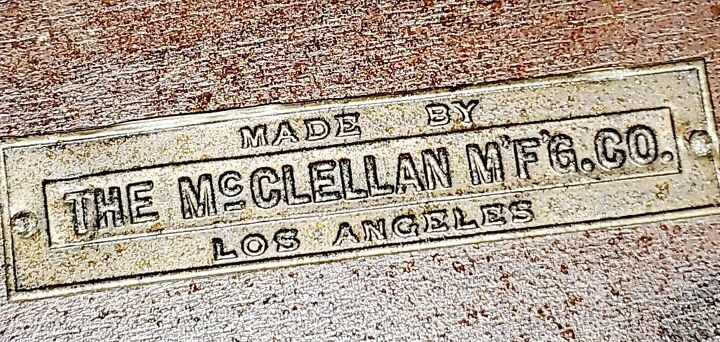 MADE BY
THE McCLELLAN M'F'G. CO.
LOS ANGELES